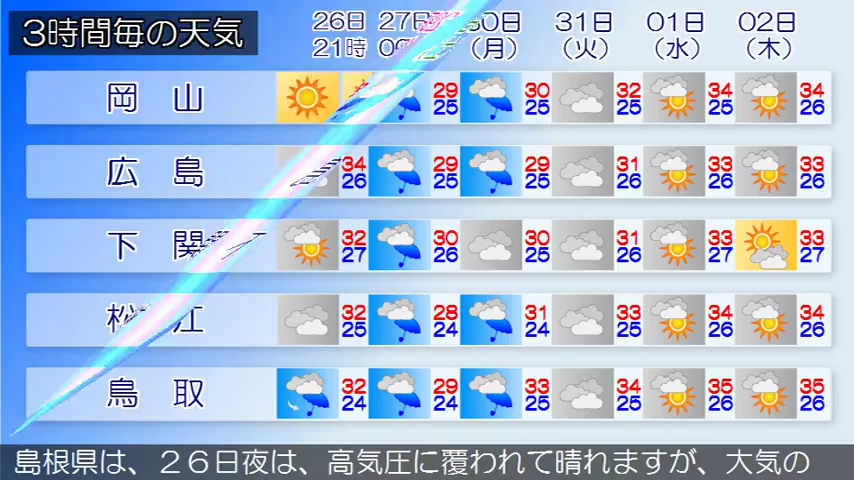 3時間毎の天気
26日 27日 30日 31日 01日 02日
21時 (月) (火) (水) (木)
岡 山 29 30 32 34 34
25 25 25 25 26
広 島 34 29 29 31 33 33
26 25 25 26 26 26
下 関 32 30 30 31 33 33
27 26 25 26 27 27
松 江 32 28 31 33 34 34
25 24 24 25 26 26
鳥 取 32 29 33 34 35 35
24 24 25 25 26 26
島根県は、26日夜は、高気圧に覆われて晴れますが、大気の